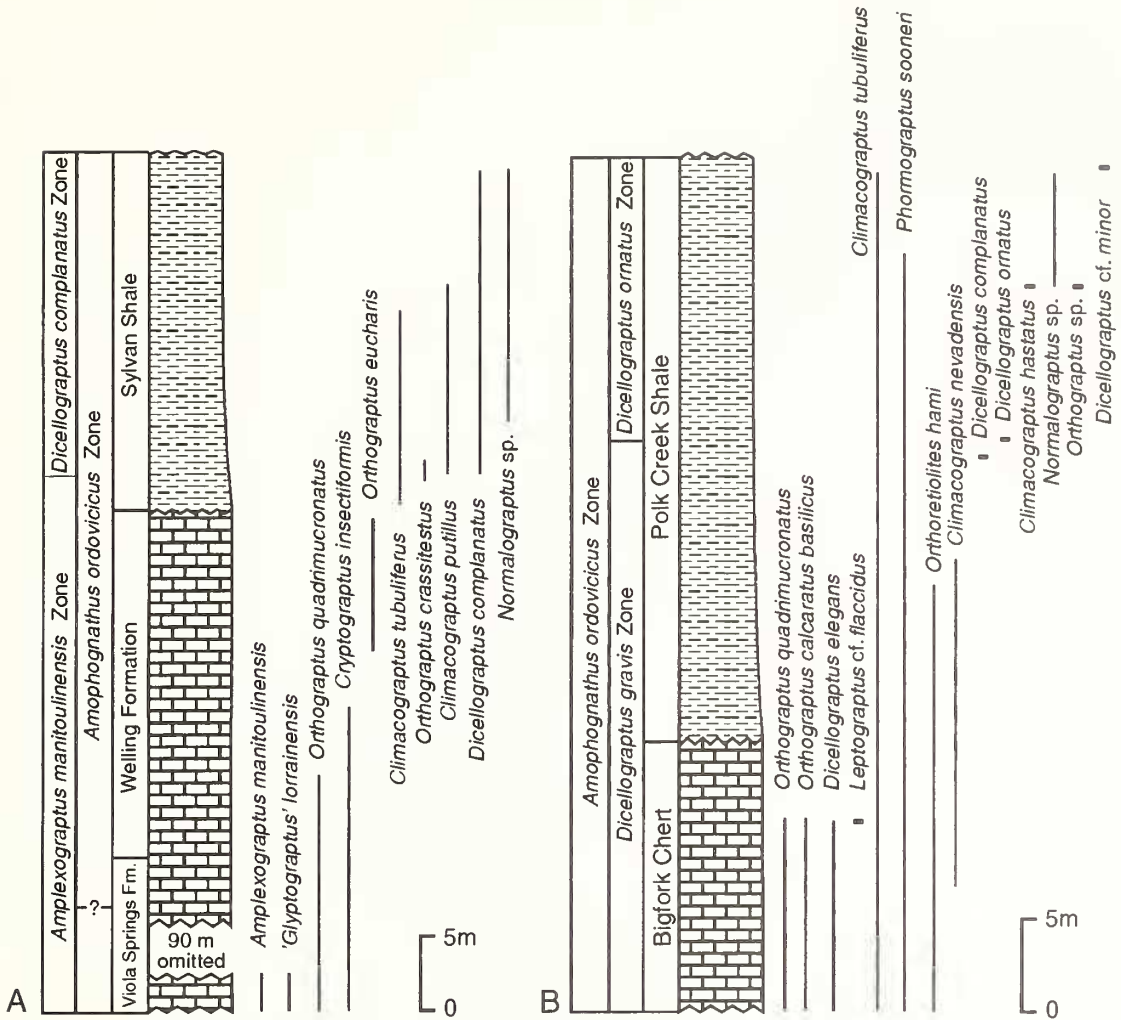 Amplexograptus manitoulinensis Zone
Dicellograptus complanatus Zone
Amophognathus ordovicicus Zone
-?-
Viola Springs Fm.
Welling Formation
Sylvan Shale
90 m
omitted
Amplexograptus manitoulinensis
'Glyptograptus' lorrainensis
Orthograptus quadrimucronatus
Cryptograptus insectiformis
Orthograptus eucharis
Climacograptus tubuliferus
Orthograptus crassitestus
Climacograptus putillus
Dicellograptus complanatus
Normalograptus sp.
5m
0
A
Amophognathus ordovicicus Zone
Dicellograptus gravis Zone
Dicellograptus ornatus Zone
Bigfork Chert
Polk Creek Shale
Orthograptus quadrimucronatus
Orthograptus calcaratus basilicus
Dicellograptus elegans
Leptograptus cf. flaccidus
Climacograptus tubuliferus
Phormograptus sooneri
Orthoretiolites hami
Climacograptus nevadensis
Dicellograptus complanatus
Dicellograptus ornatus
Climacograptus hastatus
Normalograptus sp.
Orthograptus sp.
Dicellograptus cf. minor
5m
0
B